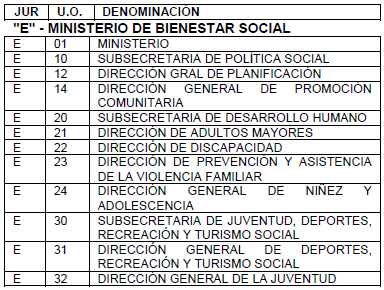 JUR U.O. DENOMINACIÓN
"E" - MINISTERIO DE BIENESTAR SOCIAL
E 01 MINISTERIO
E 10 SUBSECRETARIA DE POLÍTICA SOCIAL
E 12 DIRECCIÓN GRAL DE PLANIFICACIÓN
E 14 DIRECCIÓN GENERAL DE PROMOCIÓN
COMUNITARIA
E 20 SUBSECRETARIA DE DESARROLLO HUMANO
E 21 DIRECCIÓN DE ADULTOS MAYORES
E 22 DIRECCIÓN DE DISCAPACIDAD
E 23 DIRECCIÓN DE PREVENCIÓN Y ASISTENCIA
DE LA VIOLENCIA FAMILIAR
E 24 DIRECCIÓN GENERAL DE NIÑEZ Y
ADOLESCENCIA
E 30 SUBSECRETARIA DE JUVENTUD, DEPORTES,
RECREACIÓN Y TURISMO SOCIAL
E 31 DIRECCIÓN GENERAL DE DEPORTES,
RECREACIÓN Y TURISMO SOCIAL
E 32 DIRECCIÓN GENERAL DE LA JUVENTUD